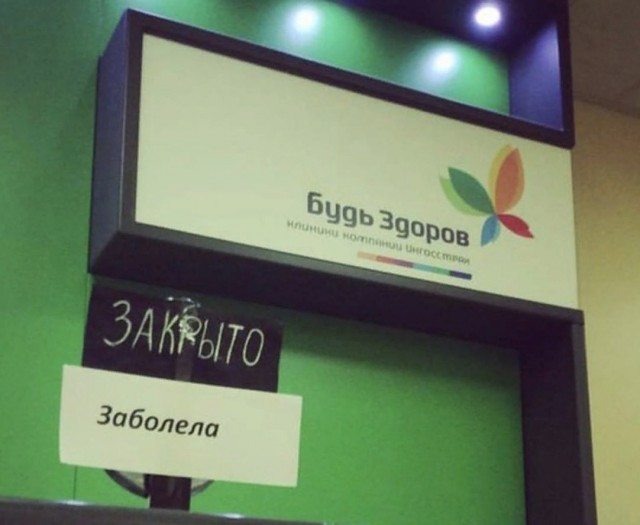 будь здоров
клиники компании ингосстрах
ЗАКРЫТО
Заболела